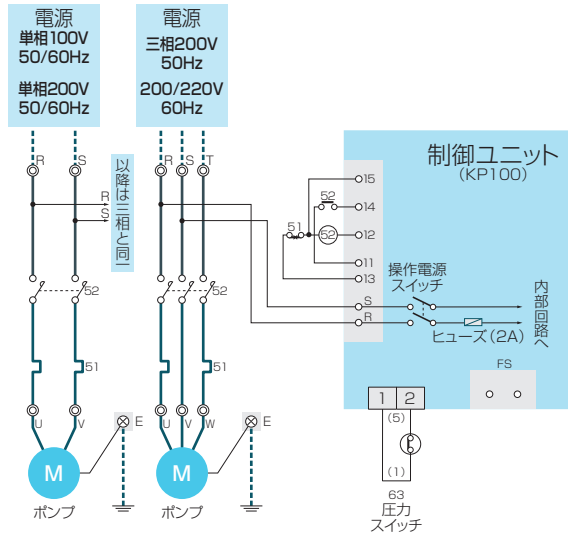 電源
単相100V
50/60Hz
単相200V
50/60Hz
電源
三相200V
50Hz
200/220V
60Hz
R
S
R
S
T
以降は三相と同一
R
S
52
52
51
51
U
V
E
U
V
W
E
M
M
ポンプ
ポンプ
制御ユニット
(KP100)
15
52
14
51
52
12
11
13
操作電源
スイッチ
S
R
ヒューズ(2A)
内部回路へ
FS
1
2
(5)
(1)
63
圧力
スイッチ